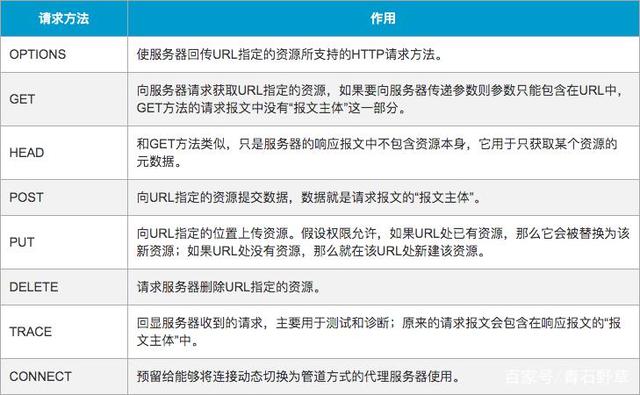 请求方法 作用
OPTIONS 使服务器回传URL指定的资源所支持的HTTP请求方法。
GET 向服务器请求获取URL指定的资源，如果要向服务器传递参数则参数只能包含在URL中，
GET方法的请求报文中没有“报文主体”这一部分。
HEAD 和GET方法类似，只是服务器的响应报文中不包含资源本身，它用于只获取某个资源的
元数据。
POST 向URL指定的资源提交数据，数据就是请求报文的“报文主体”。
PUT 向URL指定的位置上传资源。假设权限允许，如果URL处已有资源，那么它会被替换为该
新资源；如果URL处没有资源，那么就在该URL处新建该资源。
DELETE 请求服务器删除URL指定的资源。
TRACE 回显服务器收到的请求，主要用于测试和诊断；原来的请求报文会包含在响应报文的“报
文主体”中。
CONNECT 预留给能够将连接动态切换为管道方式的代理服务器使用。
百家号/青石野草